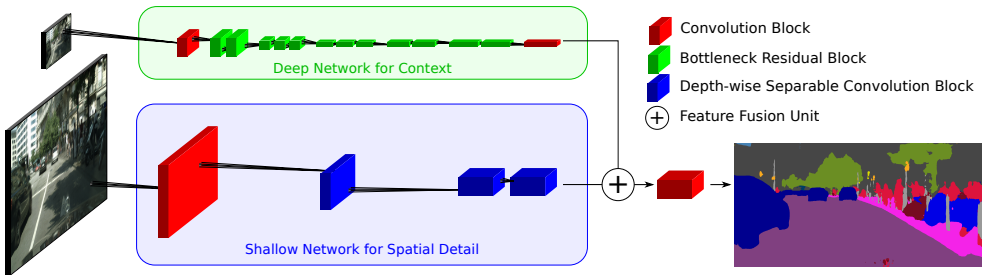 Deep Network for Context
Shallow Network for Spatial Detail
Convolution Block
Bottleneck Residual Block
Depth-wise Separable Convolution Block
Feature Fusion Unit